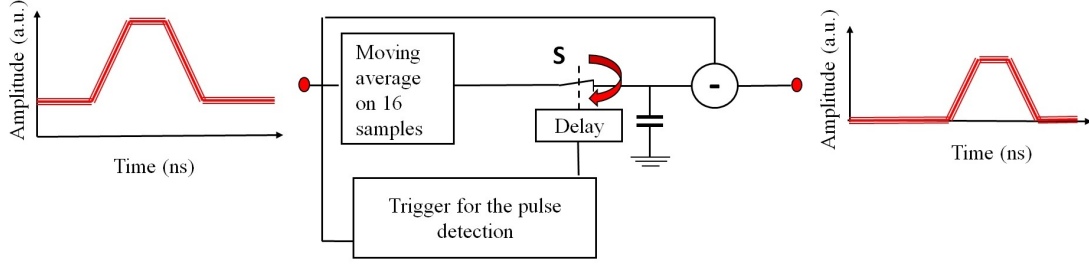 Amplitude (a.u.)
Time (ns)
Moving
average
on 16
samples
S
Delay
-
Trigger for the pulse
detection
Amplitude (a.u.)
Time (ns)